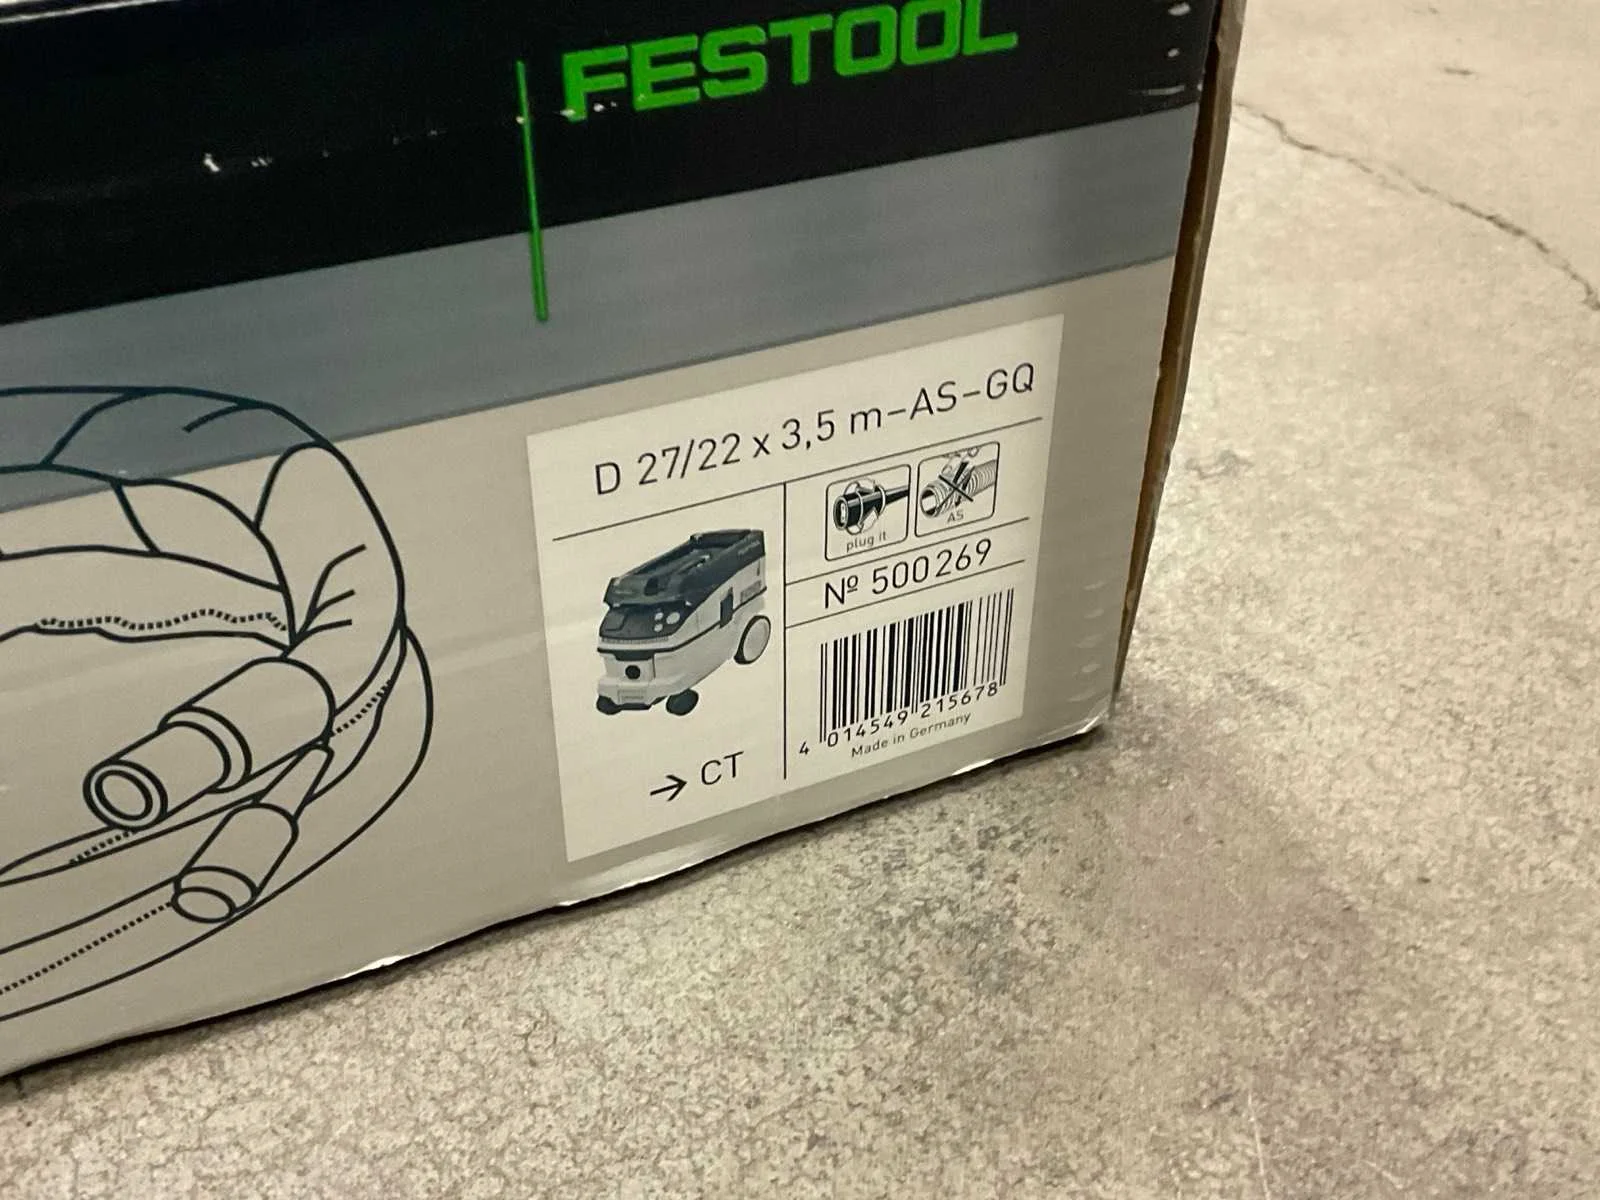 FESTOOL
D 27/22 x 3,5 m-AS-GQ
plug it
AS
Nº 500269
4 014549 215678
Made in Germany
→ CT